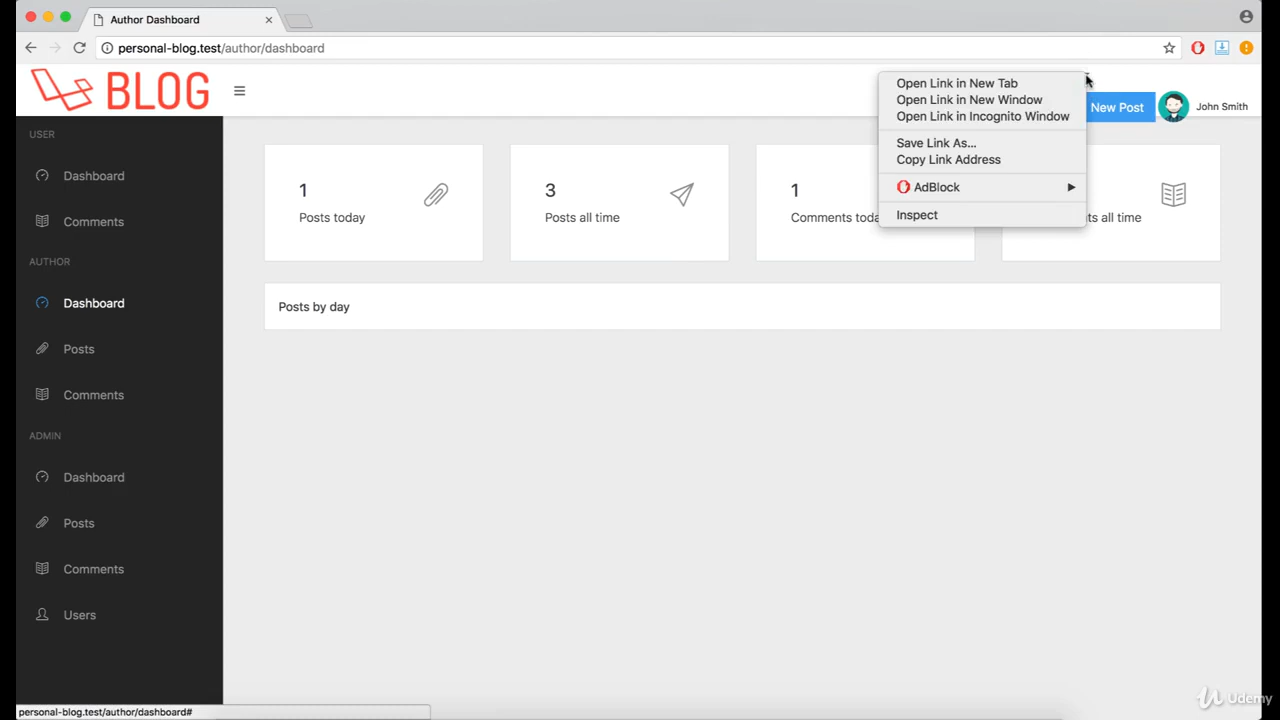 Author Dashboard
personal-blog.test/author/dashboard
BLOG
New Post
John Smith
Open Link in New Tab
Open Link in New Window
Open Link in Incognito Window
Save Link As...
Copy Link Address
AdBlock
Inspect
USER
Dashboard
Comments
AUTHOR
Dashboard
Posts
Comments
ADMIN
Dashboard
Posts
Comments
Users
1
Posts today
3
Posts all time
1
Comments toda
ts all time
Posts by day
personal-blog.test/author/dashboard#
Udemy